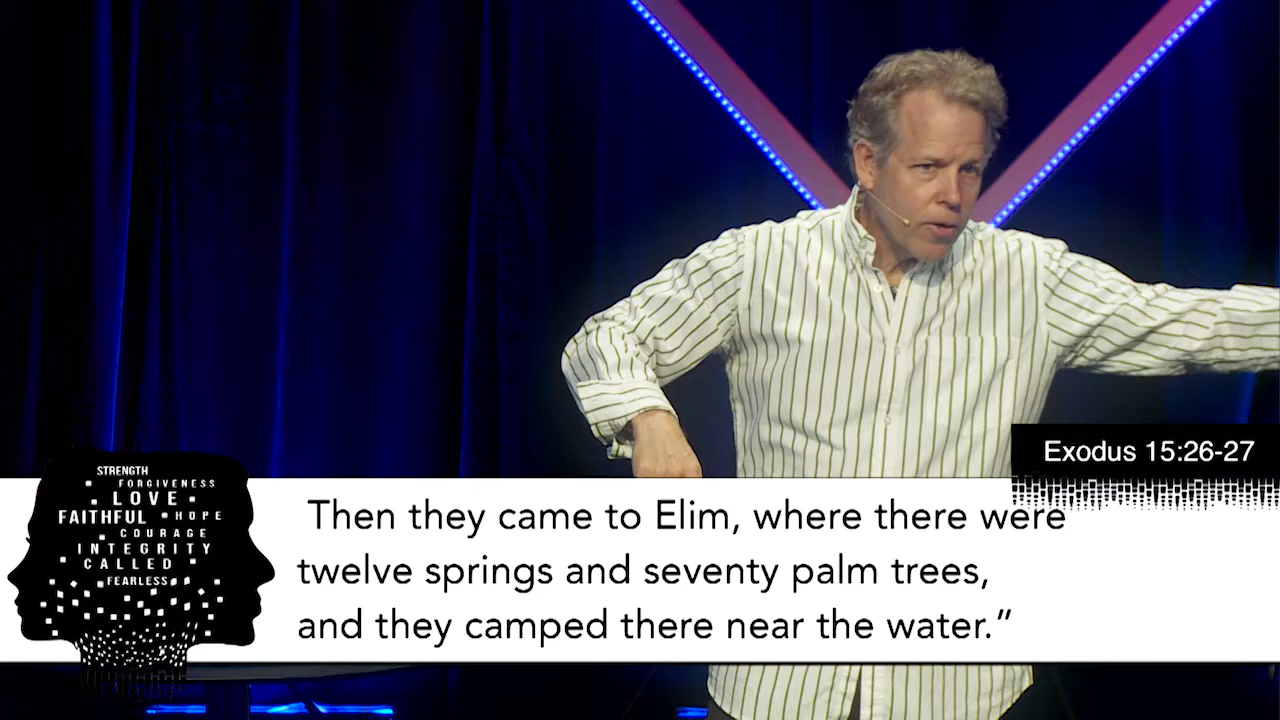 Exodus 15:26-27
STRENGTH
FORGIVENESS
LOVE
FAITHFUL HOPE
COURAGE
INTEGRITY
CALLED
FEARLESS
Then they came to Elim, where there were
twelve springs and seventy palm trees,
and they camped there near the water.”